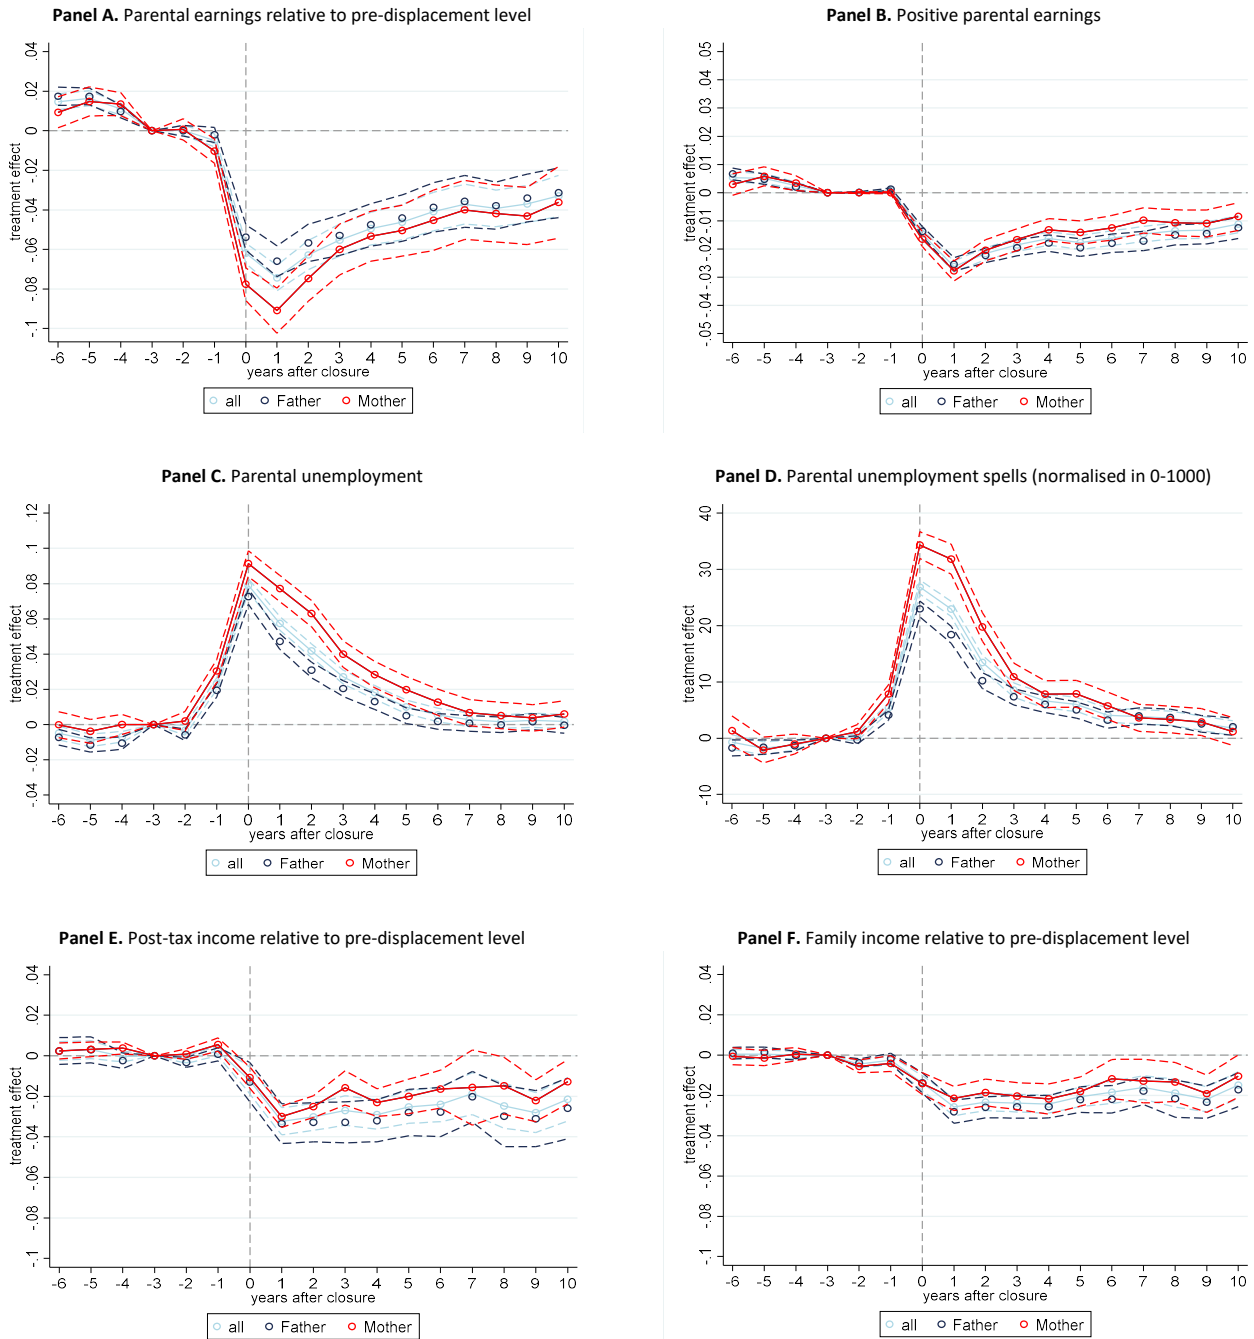 Panel A. Parental earnings relative to pre-displacement level
treatment effect
.04
.02
0
-.02
-.04
-.06
-.08
-.1
-6 -5 -4 -3 -2 -1 0 1 2 3 4 5 6 7 8 9 10
years after closure
all Father Mother
Panel B. Positive parental earnings
treatment effect
.05
.04
.03
.02
.01
0
-.01
-.02
-.03
-.04
-.05
-6 -5 -4 -3 -2 -1 0 1 2 3 4 5 6 7 8 9 10
years after closure
all Father Mother
Panel C. Parental unemployment
treatment effect
.12
.1
.08
.06
.04
.02
0
-.02
-.04
-6 -5 -4 -3 -2 -1 0 1 2 3 4 5 6 7 8 9 10
years after closure
all Father Mother
Panel D. Parental unemployment spells (normalised in 0-1000)
treatment effect
40
30
20
10
0
-10
-6 -5 -4 -3 -2 -1 0 1 2 3 4 5 6 7 8 9 10
years after closure
all Father Mother
Panel E. Post-tax income relative to pre-displacement level
treatment effect
.04
.02
0
-.02
-.04
-.06
-.08
-.1
-6 -5 -4 -3 -2 -1 0 1 2 3 4 5 6 7 8 9 10
years after closure
all Father Mother
Panel F. Family income relative to pre-displacement level
treatment effect
.04
.02
0
-.02
-.04
-.06
-.08
-.1
-6 -5 -4 -3 -2 -1 0 1 2 3 4 5 6 7 8 9 10
years after closure
all Father Mother